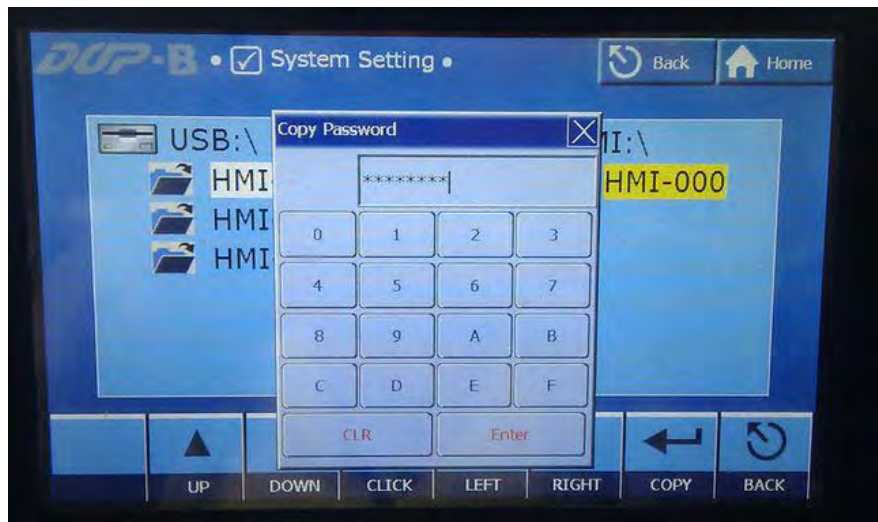 DOP-B • System Setting •
Back
Home
USB:\
HMI
HMI
HMI
HMI-000
Copy Password
********
0 1 2 3
4 5 6 7
8 9 A B
C D E F
CLR Enter
UP DOWN CLICK LEFT RIGHT COPY BACK